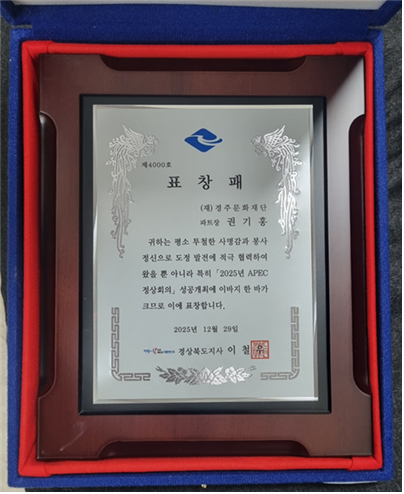 제4000호
표 창 패
(재) 경주문화재단
파트장 권 기 홍
귀하는 평소 투철한 사명감과 봉사
정신으로 도정 발전에 적극 협력하여
왔을 뿐 아니라 특히 「2025년 APEC
정상회의」 성공개최에 이바지 한 바가
크므로 이에 표창합니다.
2025년 12월 29일
경상북도지사 이 철 우